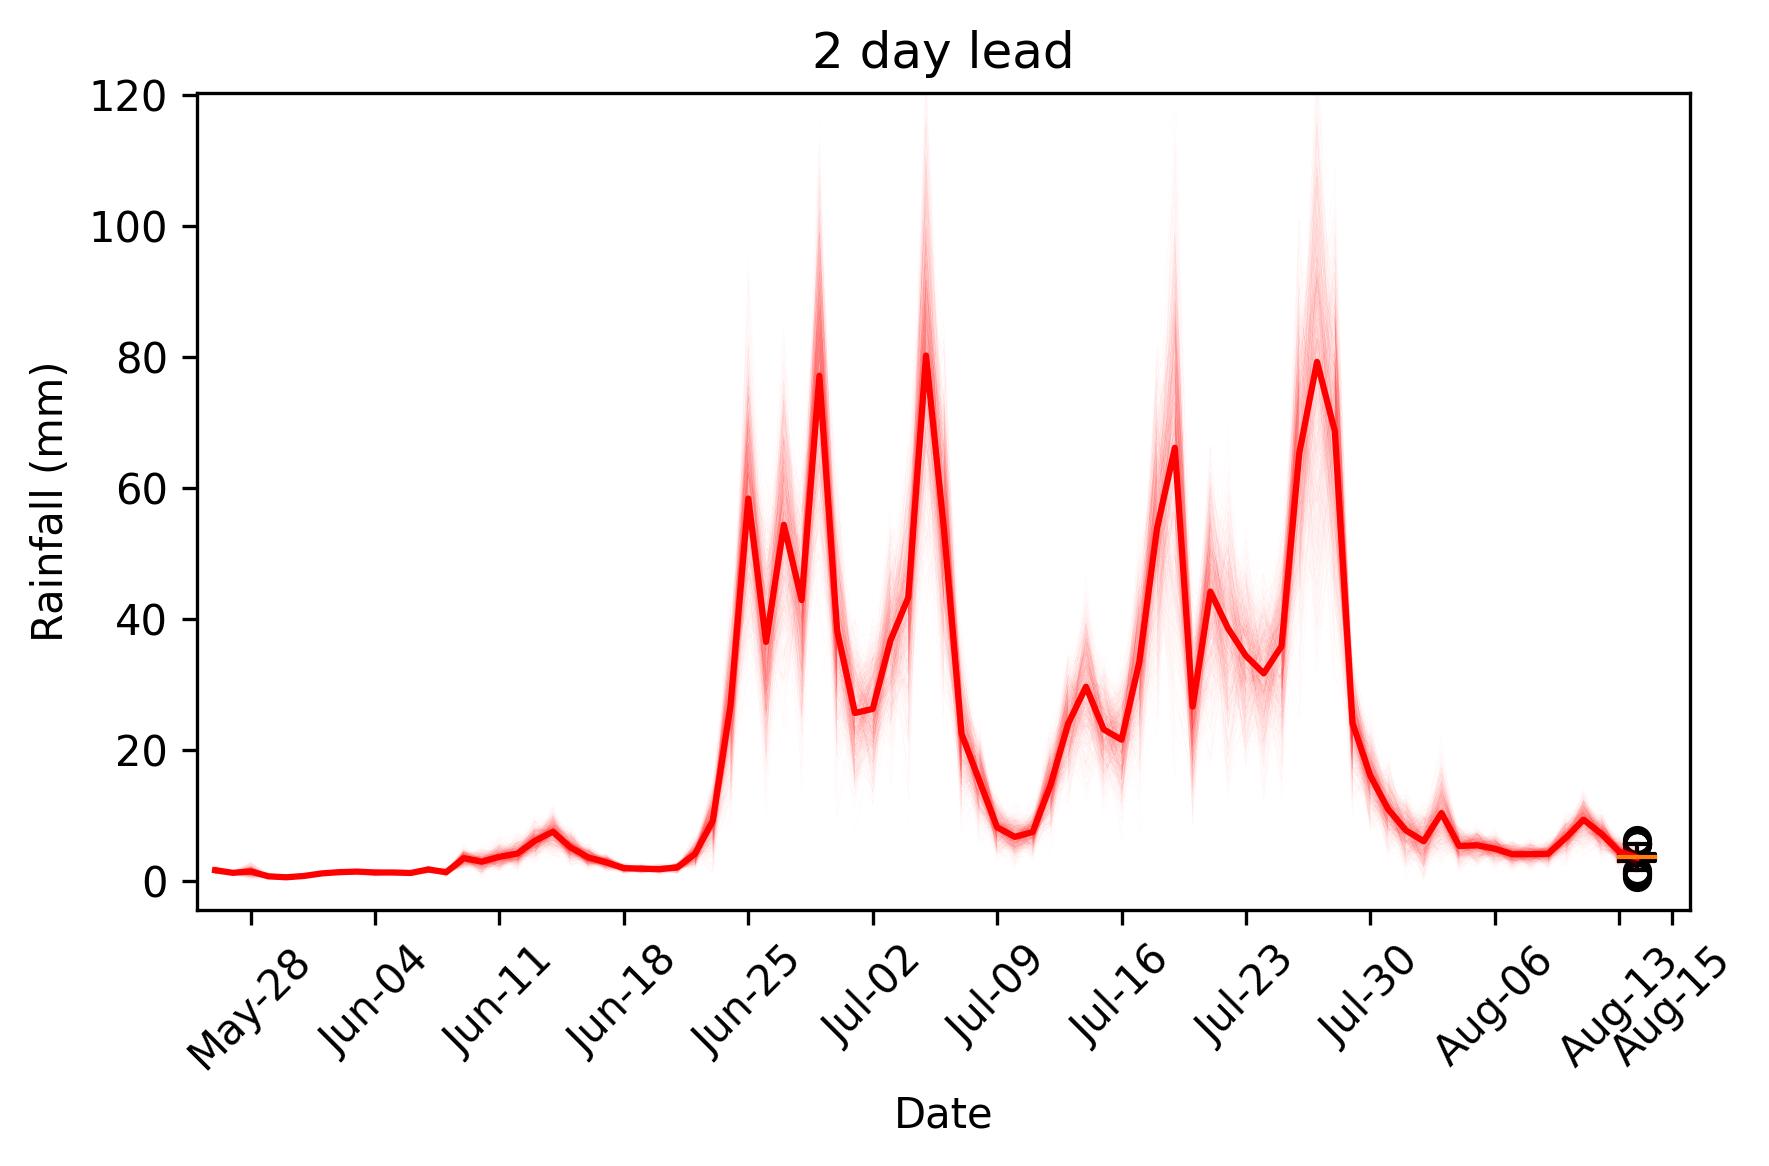 2 day lead
120
100
80
60
40
20
0
Rainfall (mm)
May-28
Jun-04
Jun-11
Jun-18
Jun-25
Jul-02
Jul-09
Jul-16
Jul-23
Jul-30
Aug-06
Aug-13
Aug-15
Date